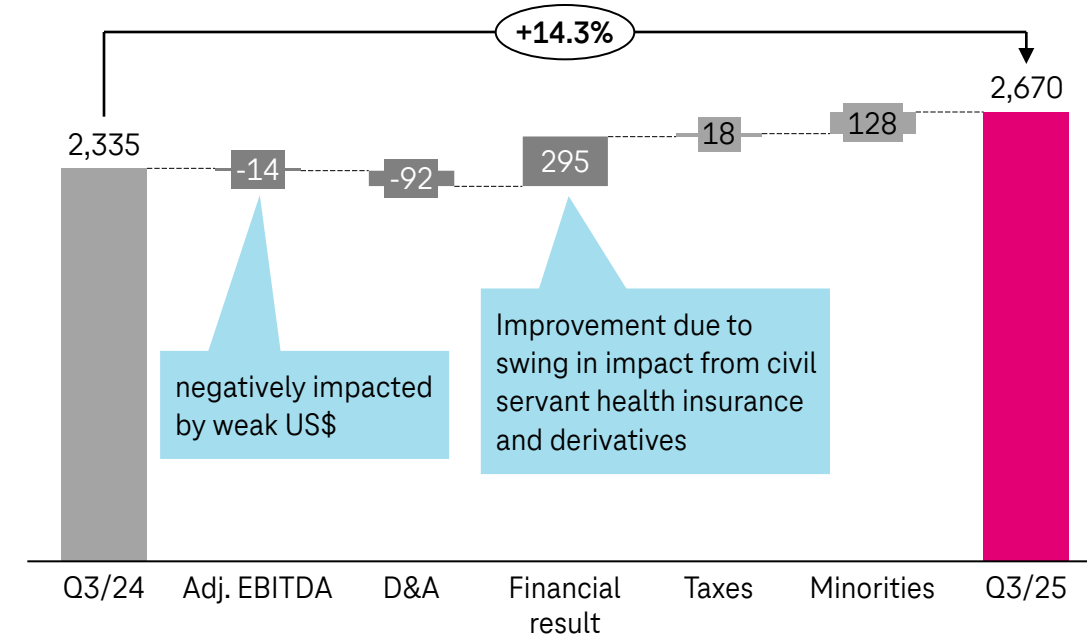 +14.3%
2,335
-14
-92
295
18
128
2,670
negatively impacted
by weak US$
Improvement due to
swing in impact from civil
servant health insurance
and derivatives
Q3/24
Adj. EBITDA
D&A
Financial
result
Taxes
Minorities
Q3/25